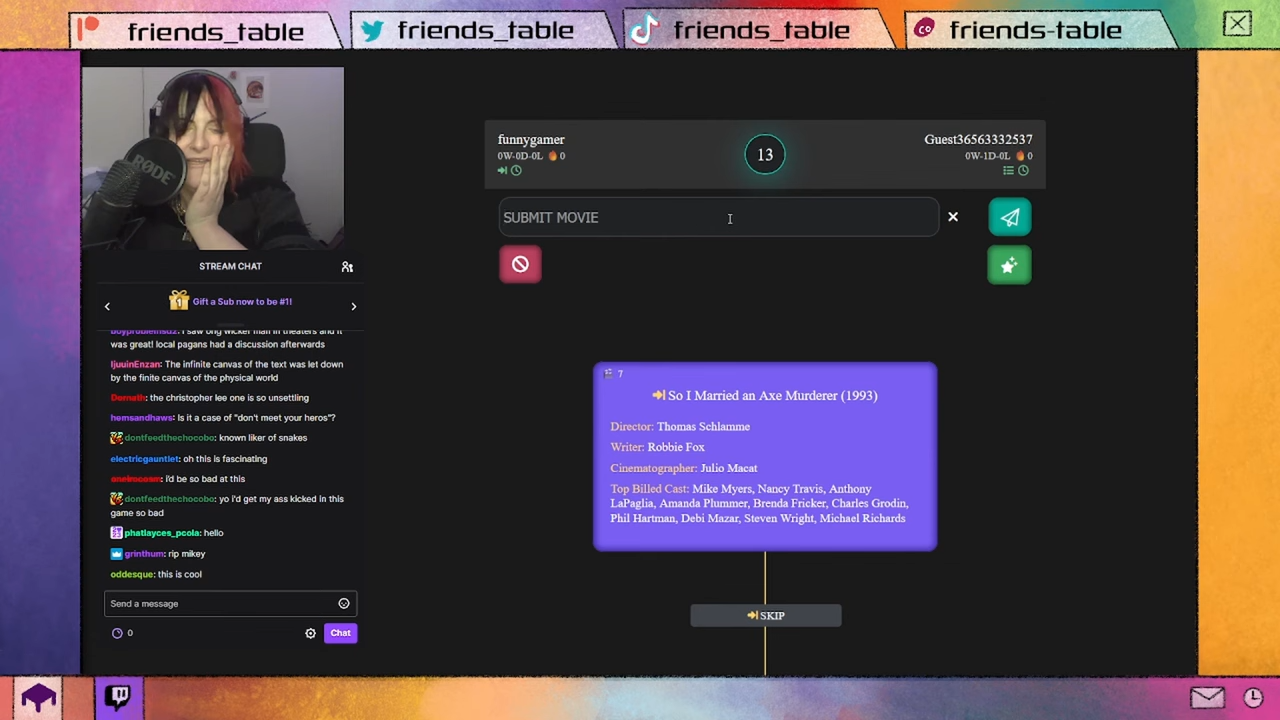 friends_table
friends_table
friends_table
friends-table
RØDE
funnygamer
0W-0D-0L 0
13
Guest36563332537
0W-1D-0L 0
SUBMIT MOVIE
STREAM CHAT
1
Gift a Sub now to be #1!
boyproblemsdz: I saw orig wicker man in theaters and it
was great! local pagans had a discussion afterwards
IjuuinEnzan: The infinite canvas of the text was let down
by the finite canvas of the physical world
: the christopher lee one is so unsettling
hemsandhaws: Is it a case of "don't meet your heros"?
dontfeedthechocobo: known liker of snakes
electricgauntlet: oh this is fascinating
: i'd be so bad at this
dontfeedthechocobo: yo i'd get my ass kicked in this
game so bad
phatlayces_pcola: hello
grinthum: rip mikey
oddesque: this is cool
Send a message
0
Chat
7
So I Married an Axe Murderer (1993)
Director: Thomas Schlamme
Writer: Robbie Fox
Cinematographer: Julio Macat
Top Billed Cast: Mike Myers, Nancy Travis, Anthony
LaPaglia, Amanda Plummer, Brenda Fricker, Charles Grodin,
Phil Hartman, Debi Mazar, Steven Wright, Michael Richards
SKIP